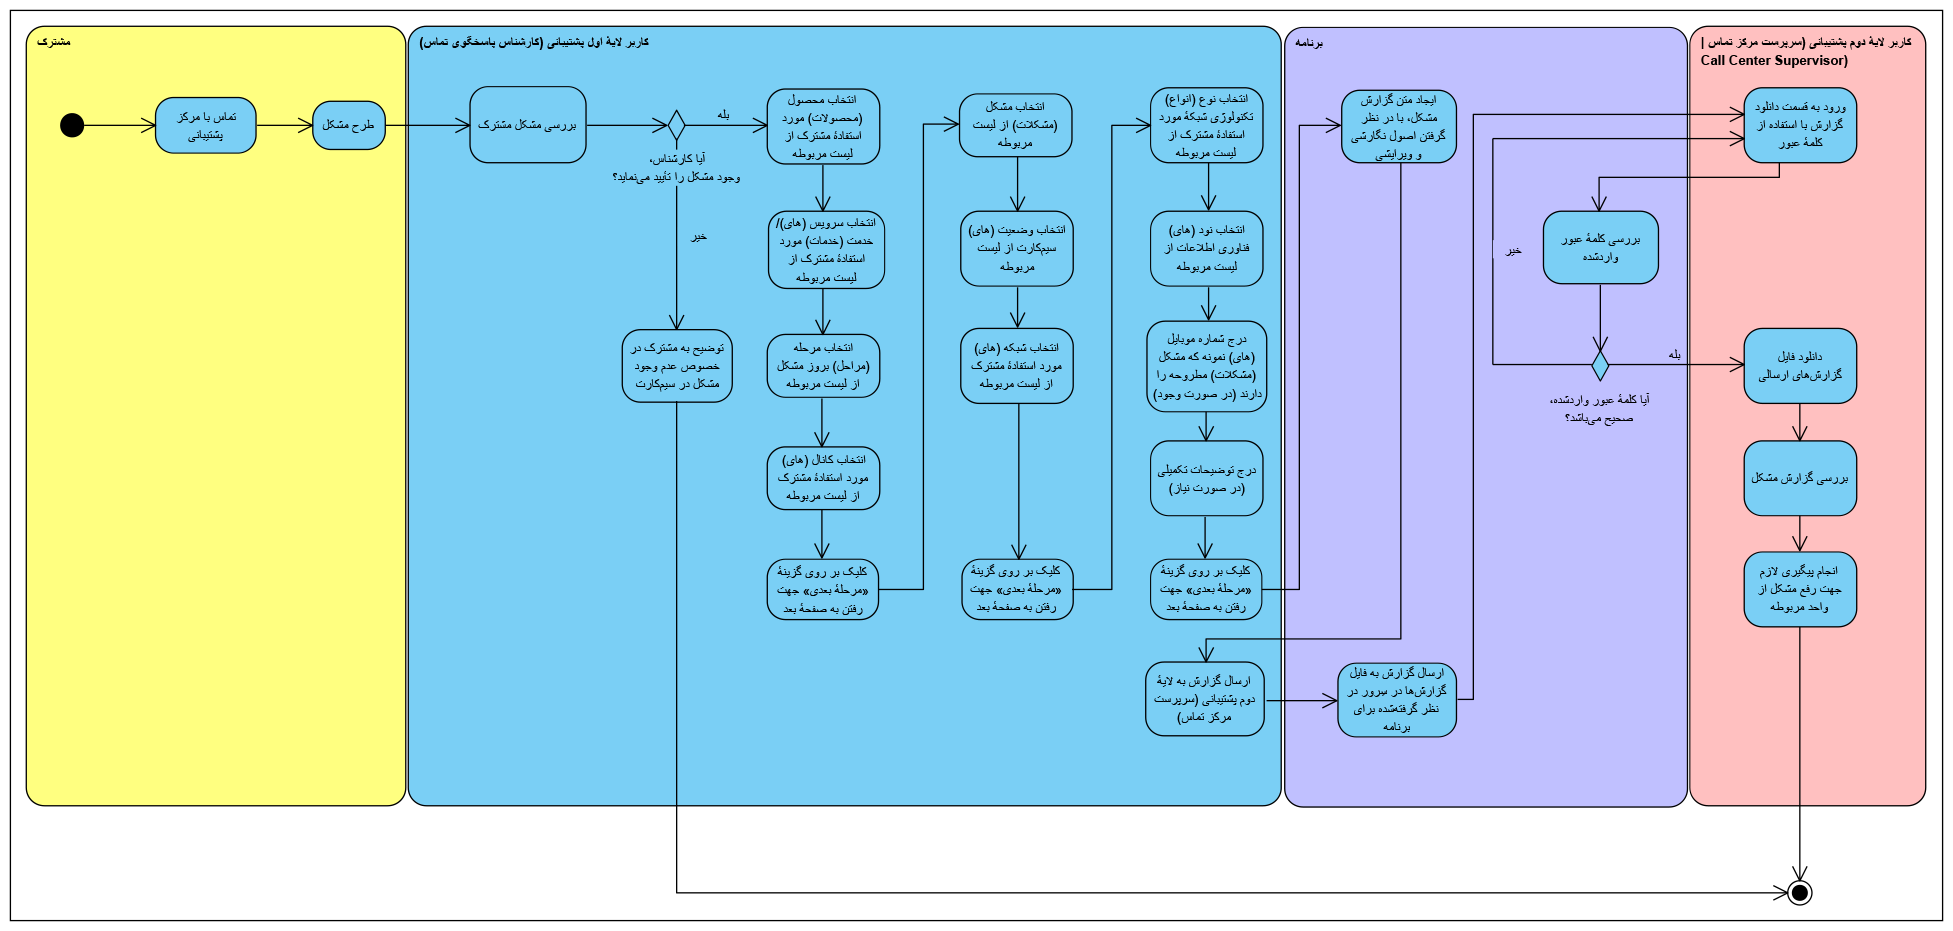 مشترک
تماس با مرکز
پشتیبانی
طرح مشکل
کاربر لایهٔ اول پشتیبانی (کارشناس پاسخگوی تماس)
بررسی مشکل مشترک
آیا کارشناس،
وجود مشکل را تأیید می‌نماید؟
بله
خیر
توضیح به مشترک در
خصوص عدم وجود
مشکل در سیم‌کارت
انتخاب محصول
(محصولات) مورد
استفادهٔ مشترک از
لیست مربوطه
انتخاب سرویس (های)/
خدمت (خدمات) مورد
استفادهٔ مشترک از
لیست مربوطه
انتخاب مرحله
(مراحل) بروز مشکل
از لیست مربوطه
انتخاب کانال (های)
مورد استفادهٔ مشترک
از لیست مربوطه
کلیک بر روی گزینهٔ
«مرحلهٔ بعدی» جهت
رفتن به صفحهٔ بعد
انتخاب مشکل
(مشکلات) از لیست
مربوطه
انتخاب وضعیت (های)
سیم‌کارت از لیست
مربوطه
انتخاب شبکه (های)
مورد استفادهٔ مشترک
از لیست مربوطه
کلیک بر روی گزینهٔ
«مرحلهٔ بعدی» جهت
رفتن به صفحهٔ بعد
انتخاب نوع (انواع)
تکنولوژی شبکهٔ مورد
استفادهٔ مشترک از
لیست مربوطه
انتخاب نود (های)
فناوری اطلاعات از
لیست مربوطه
درج شماره موبایل
(های) نمونه که مشکل
(مشکلات) مطروحه را
دارند (در صورت وجود)
درج توضیحات تکمیلی
(در صورت نیاز)
کلیک بر روی گزینهٔ
«مرحلهٔ بعدی» جهت
رفتن به صفحهٔ بعد
ارسال گزارش به لایهٔ
دوم پشتیبانی (سرپرست
مرکز تماس)
برنامه
ایجاد متن گزارش
مشکل، با در نظر
گرفتن اصول نگارشی
و ویرایشی
ارسال گزارش به فایل
گزارش‌ها در سرور در
نظر گرفته‌شده برای
برنامه
بررسی کلمهٔ عبور
واردشده
خیر
بله
آیا کلمهٔ عبور واردشده،
صحیح می‌باشد؟
کاربر لایهٔ دوم پشتیبانی (سرپرست مرکز تماس |
Call Center Supervisor)
ورود به قسمت دانلود
گزارش با استفاده از
کلمهٔ عبور
دانلود فایل
گزارش‌های ارسالی
بررسی گزارش مشکل
انجام پیگیری لازم
جهت رفع مشکل از
واحد مربوطه